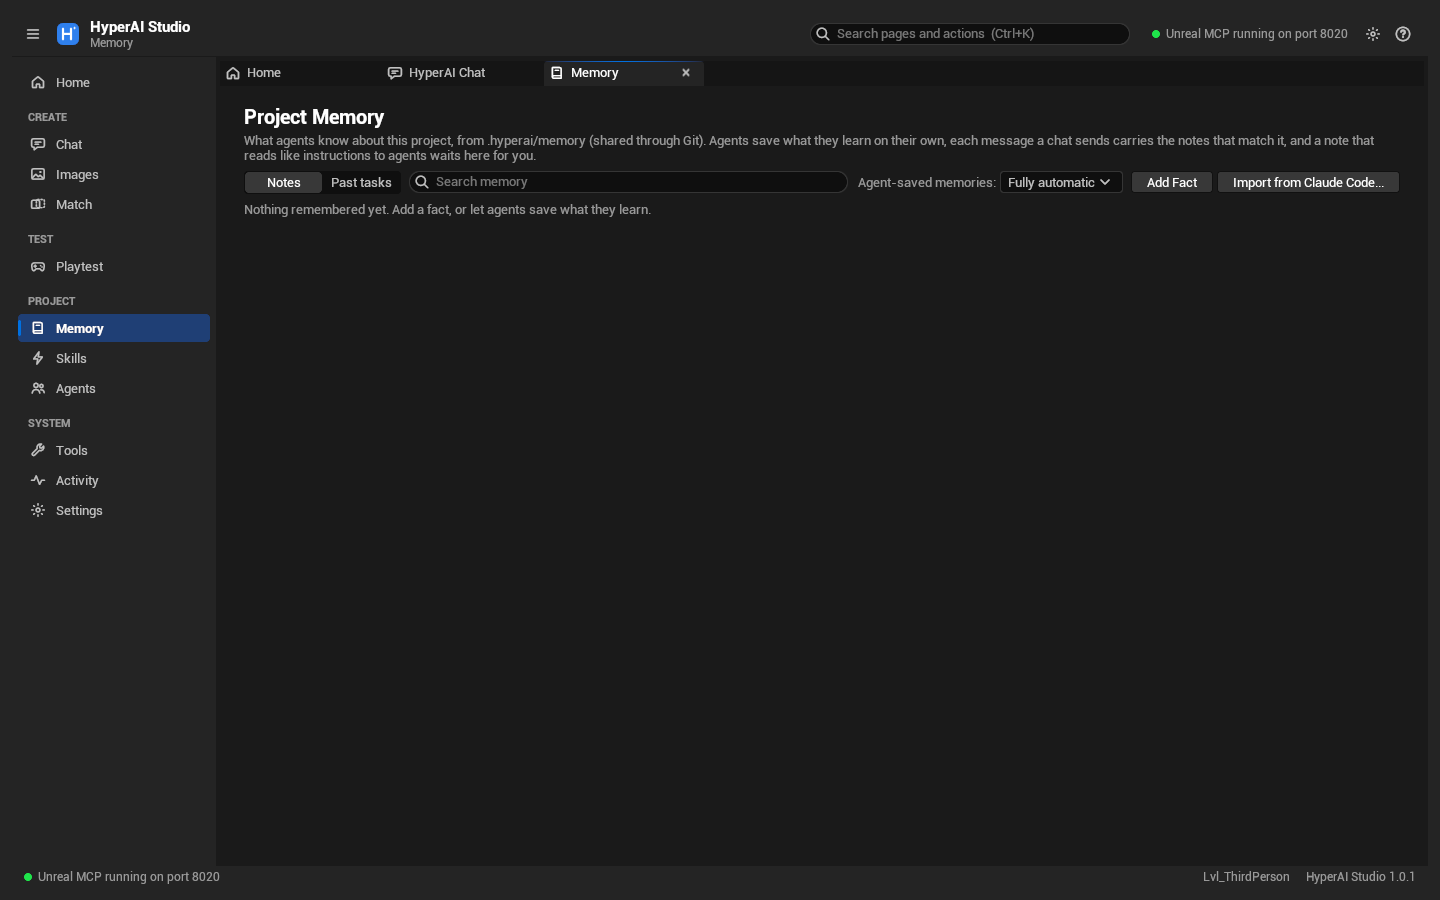 HyperAI Studio
Memory
Search pages and actions (Ctrl+K)
Unreal MCP running on port 8020
Home
CREATE
Chat
Images
Match
TEST
Playtest
PROJECT
Memory
Skills
Agents
SYSTEM
Tools
Activity
Settings
Home
HyperAI Chat
Memory
Project Memory
What agents know about this project, from .hyperai/memory (shared through Git). Agents save what they learn on their own, each message a chat sends carries the notes that match it, and a note that
reads like instructions to agents waits here for you.
Notes
Past tasks
Search memory
Agent-saved memories:
Fully automatic
Add Fact
Import from Claude Code...
Nothing remembered yet. Add a fact, or let agents save what they learn.
Unreal MCP running on port 8020
Lvl_ThirdPerson
HyperAI Studio 1.0.1